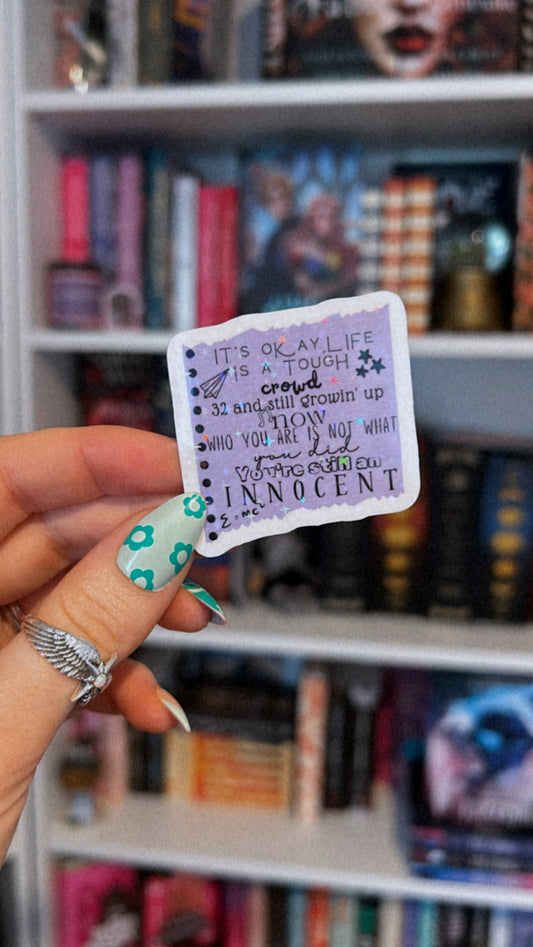 IT'S OKAY, LIFE
IS A TOUGH
crowd
32 and still growin' up
now
WHO YOU ARE IS NOT WHAT
you did
You're still an
INNOCENT
E=mc²